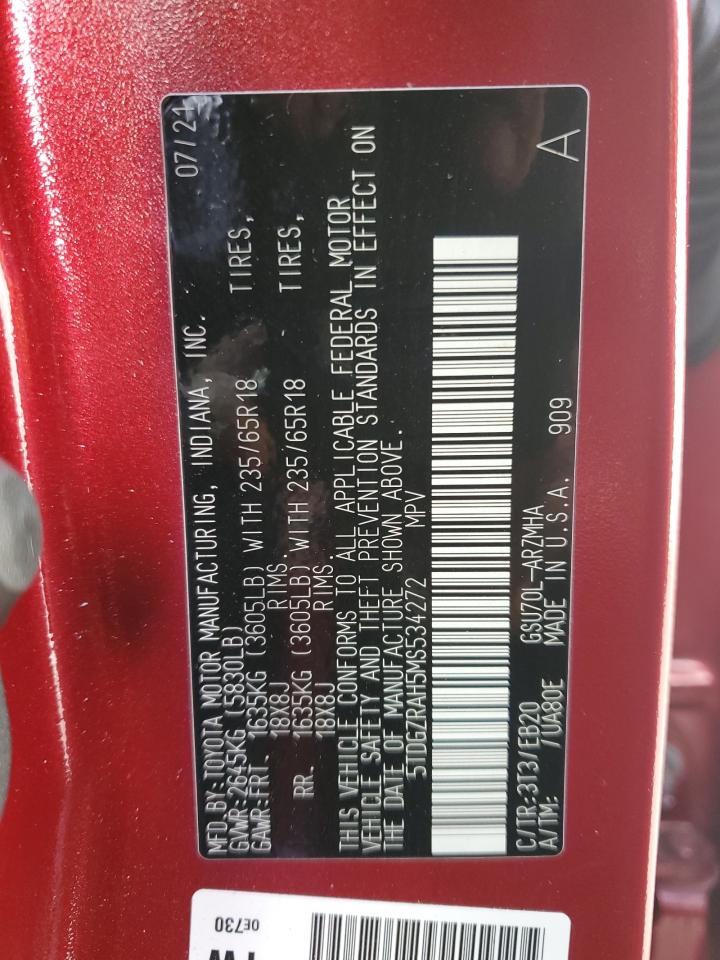 MFD.BY:TOYOTA MOTOR MANUFACTURING, INDIANA, INC. 07/21
GVWR:2645KG (5830LB)
GAWR:FRT. 1635KG (3605LB) WITH 235/65R18 TIRES,
18X8J RIMS.
RR. 1635KG (3605LB) WITH 235/65R18 TIRES,
18X8J RIMS.
THIS VEHICLE CONFORMS TO ALL APPLICABLE FEDERAL MOTOR
VEHICLE SAFETY AND THEFT PREVENTION STANDARDS IN EFFECT ON
THE DATE OF MANUFACTURE SHOWN ABOVE.
5TDGZRAH5MS534272 MPV
C/TR:3T3/EB20 GSU70L-ARZMHA 909
A/TM: /UA80E MADE IN U.S.A. A
0E730